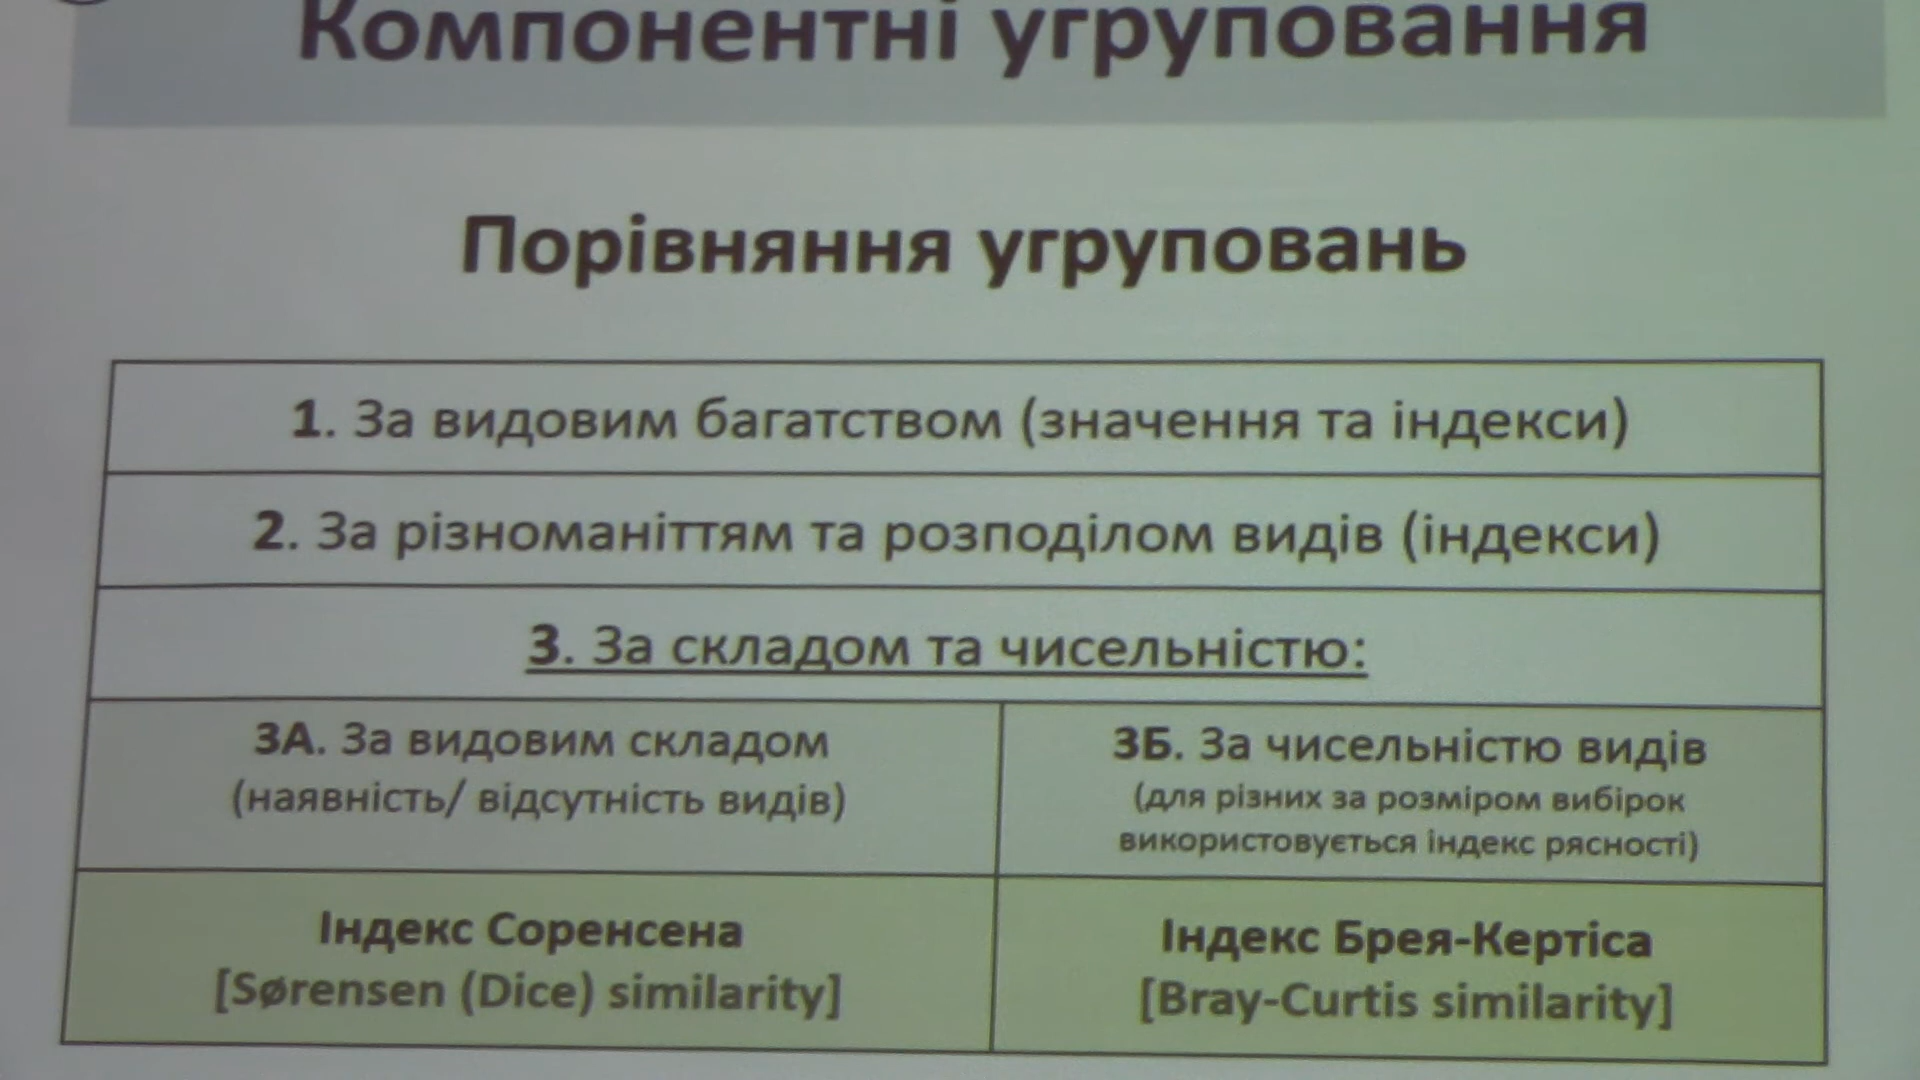 Компонентні угруповання
Порівняння угруповань
1. За видовим багатством (значення та індекси)
2. За різноманіттям та розподілом видів (індекси)
3. За складом та чисельністю:
3А. За видовим складом
(наявність/ відсутність видів)
3Б. За чисельністю видів
(для різних за розміром вибірок
використовується індекс рясності)
Індекс Соренсена
[Sørensen (Dice) similarity]
Індекс Брея-Кертіса
[Bray-Curtis similarity]